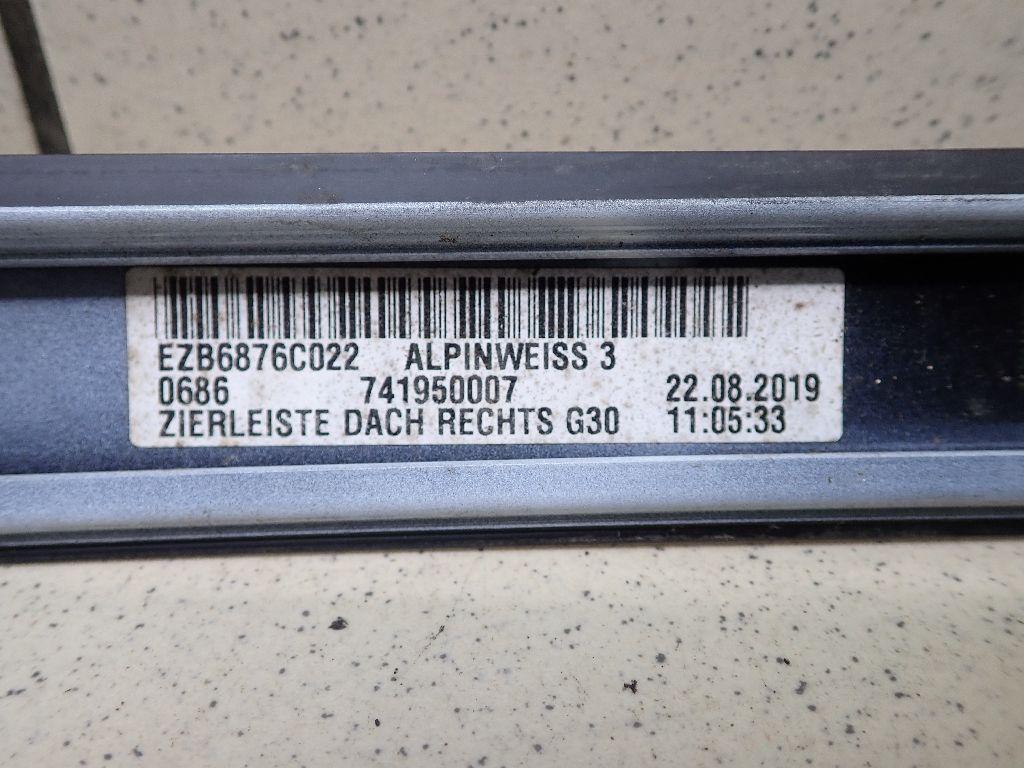 EZB6876C022 ALPINWEISS 3
0686 741950007 22.08.2019
ZIERLEISTE DACH RECHTS G30 11:05:33